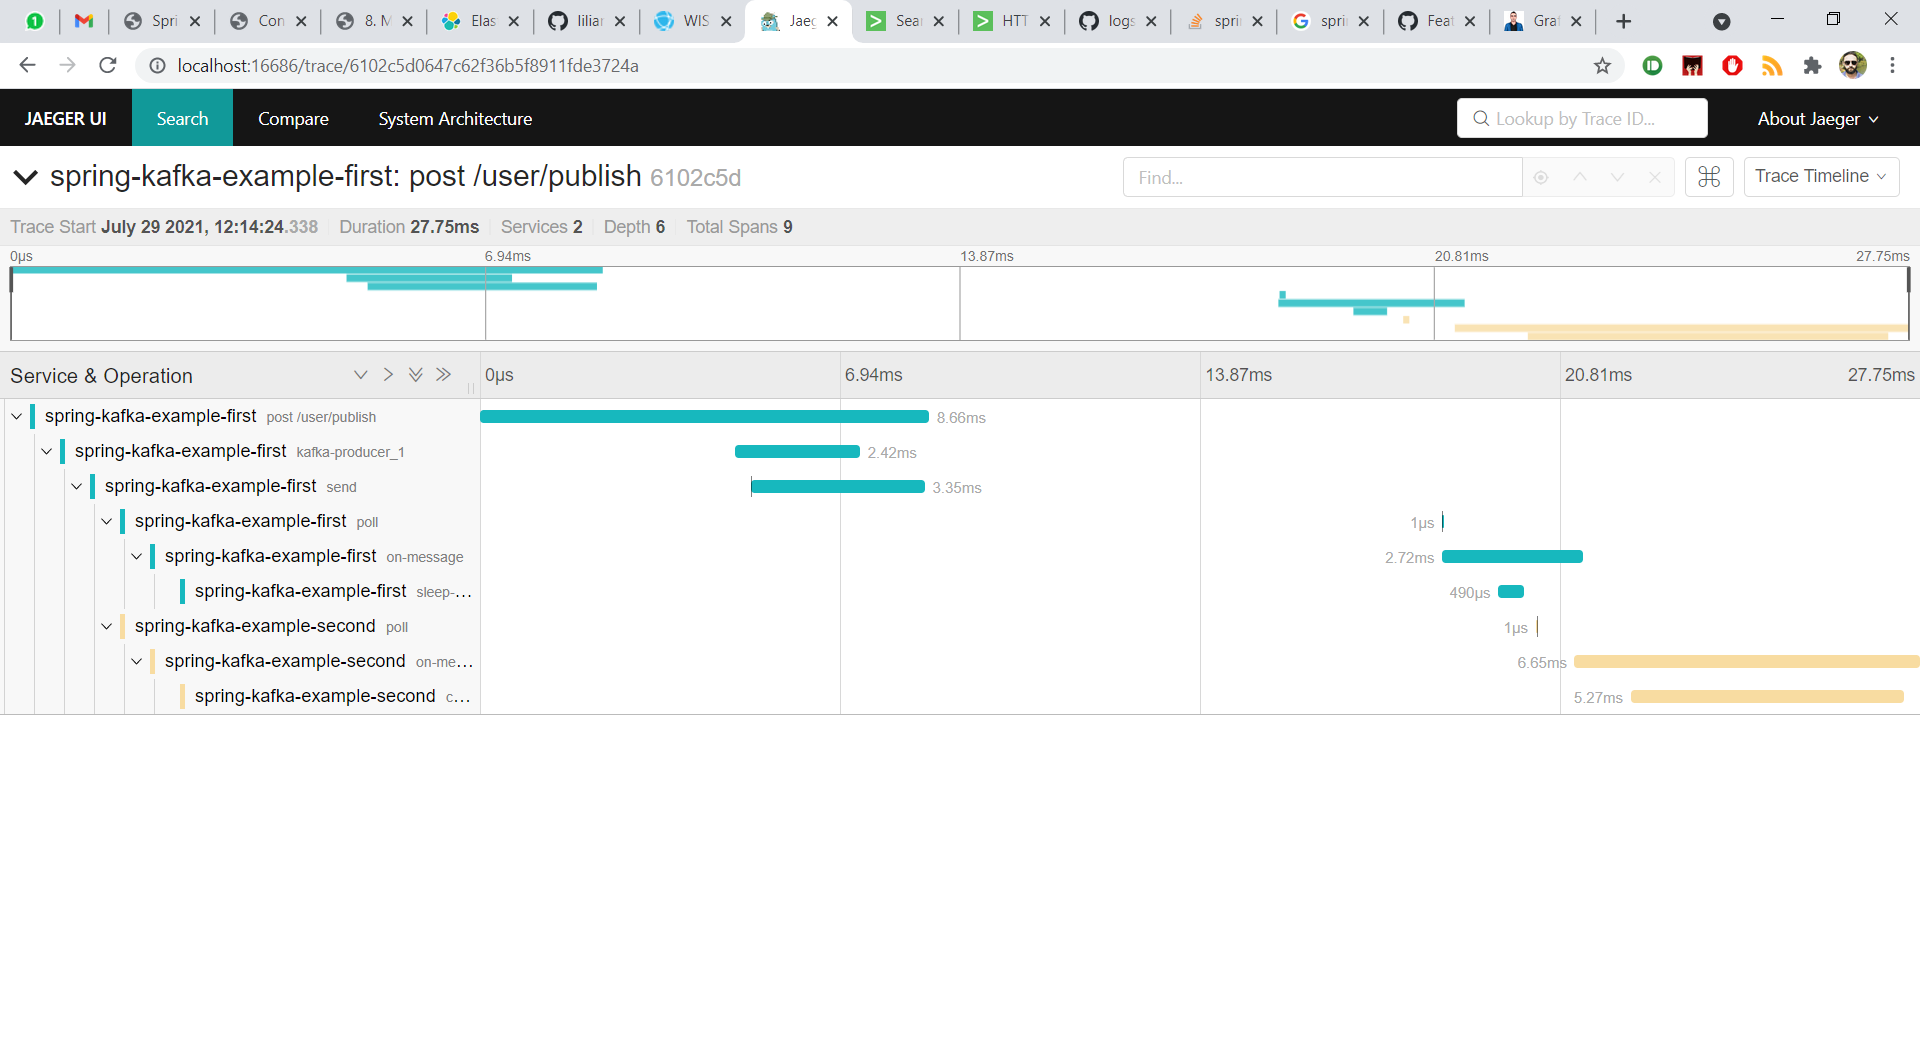 Spri Con 8. M Elas lilian WIS Jaeg Sear HTT logs sprin sprin Feat Graf
localhost:16686/trace/6102c5d0647c62f36b5f8911fde3724a
JAEGER UI Search Compare System Architecture Lookup by Trace ID... About Jaeger
spring-kafka-example-first: post /user/publish 6102c5d Find... Trace Timeline
Trace Start July 29 2021, 12:14:24.338 Duration 27.75ms Services 2 Depth 6 Total Spans 9
0μs 6.94ms 13.87ms 20.81ms 27.75ms
Service & Operation 0μs 6.94ms 13.87ms 20.81ms 27.75ms
spring-kafka-example-first post /user/publish 8.66ms
spring-kafka-example-first kafka-producer_1 2.42ms
spring-kafka-example-first send 3.35ms
spring-kafka-example-first poll 1μs
spring-kafka-example-first on-message 2.72ms
spring-kafka-example-first sleep-... 490μs
spring-kafka-example-second poll 1μs
spring-kafka-example-second on-me... 6.65ms
spring-kafka-example-second c... 5.27ms